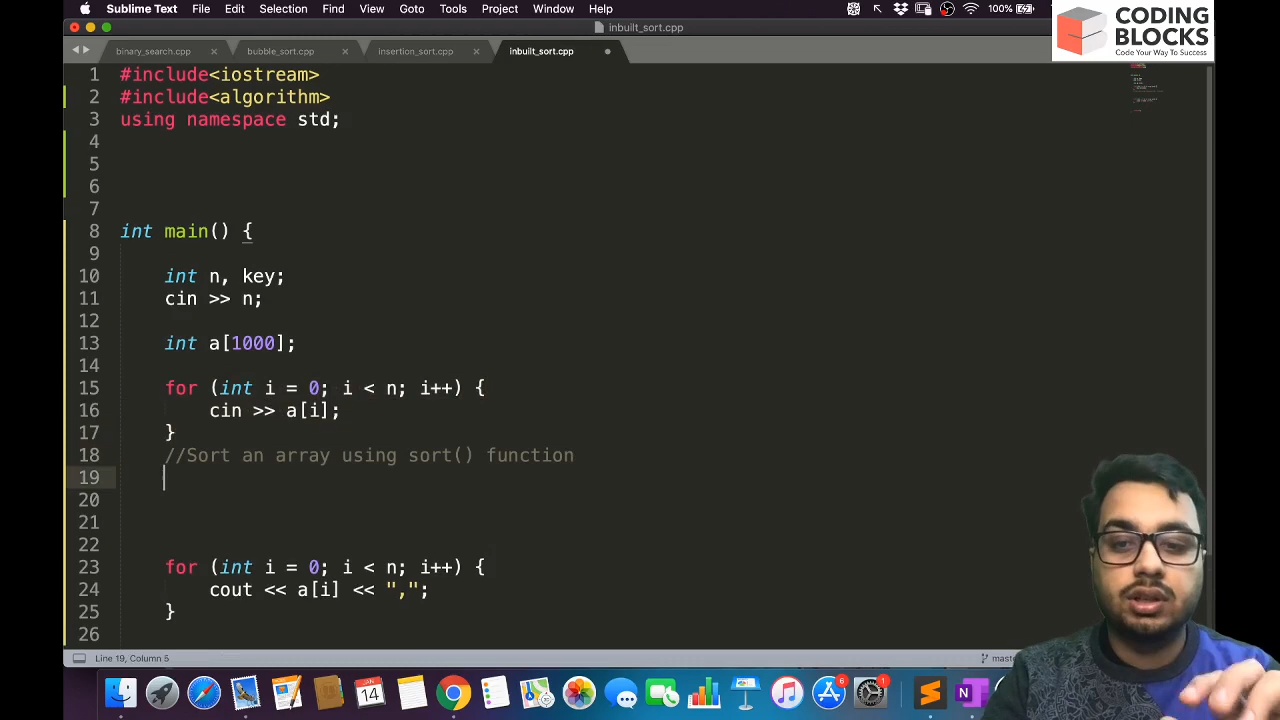 Sublime Text File Edit Selection Find View Goto Tools Project Window Help 100%
inbuilt_sort.cpp
CODING
BLOCKS
Code Your Way To Success
binary_search.cpp bubble_sort.cpp insertion_sort.cpp inbuilt_sort.cpp
1 #include<iostream>
2 #include<algorithm>
3 using namespace std;
4
5
6
7
8 int main() {
9
10 int n, key;
11 cin >> n;
12
13 int a[1000];
14
15 for (int i = 0; i < n; i++) {
16 cin >> a[i];
17 }
18 //Sort an array using sort() function
19
20
21
22
23 for (int i = 0; i < n; i++) {
24 cout << a[i] << ",";
25 }
26
Line 19, Column 5
JAN
14
6
1
N